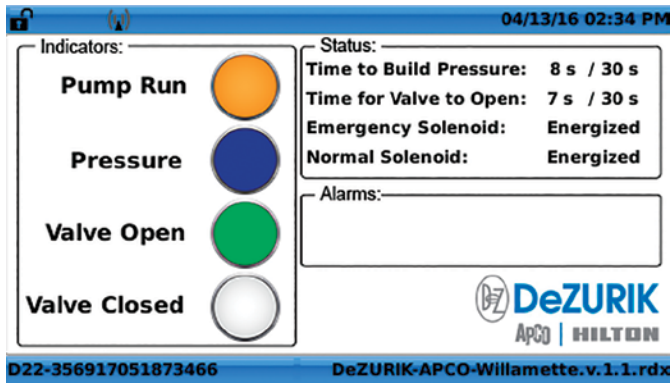 04/13/16 02:34 PM
Indicators:
Pump Run
Pressure
Valve Open
Valve Closed
Status:
Time to Build Pressure: 8 s / 30 s
Time for Valve to Open: 7 s / 30 s
Emergency Solenoid: Energized
Normal Solenoid: Energized
Alarms:
DZ DeZURIK
APCO | HILTON
D22-356917051873466 DeZURIK-APCO-Willamette.v.1.1.rdx